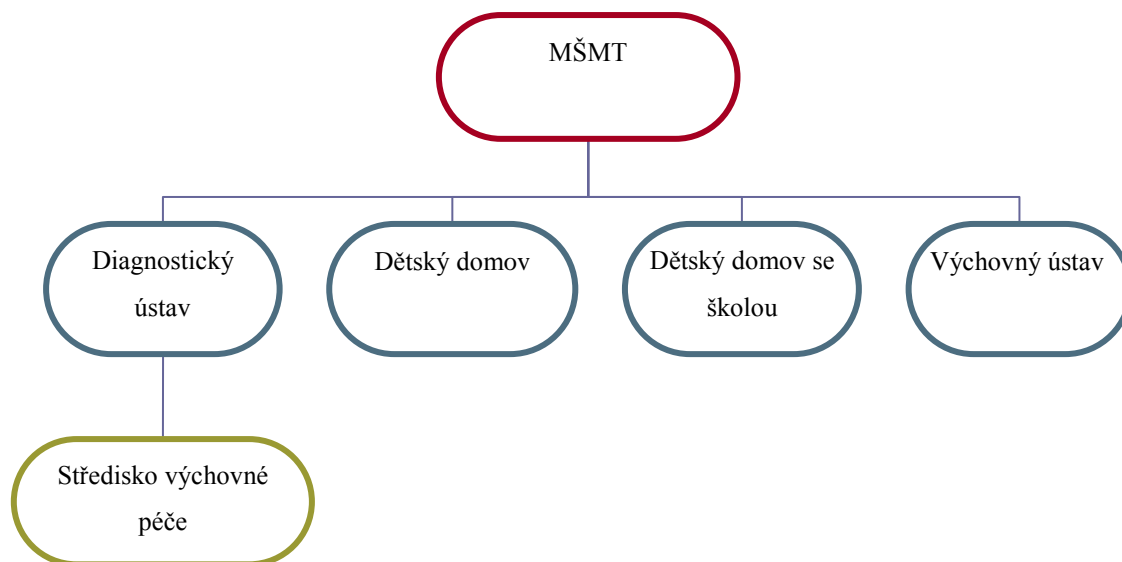 MŠMT
Diagnostický
ústav
Dětský domov
Dětský domov se
školou
Výchovný ústav
Středisko výchovné
péče